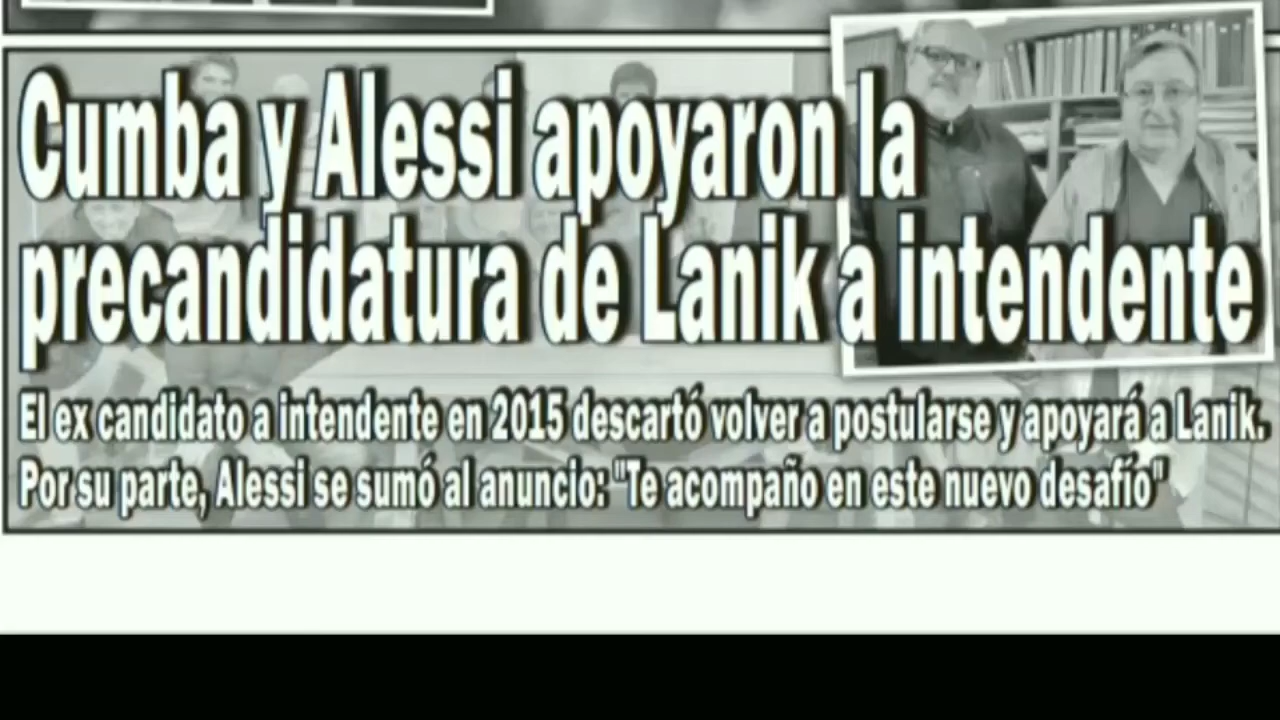 Cumba y Alessi apoyaron la
precandidatura de Lanik a intendente
El ex candidato a intendente en 2015 descartó volver a postularse y apoyará a Lanik.
Por su parte, Alessi se sumó al anuncio: "Te acompaño en este nuevo desafío"